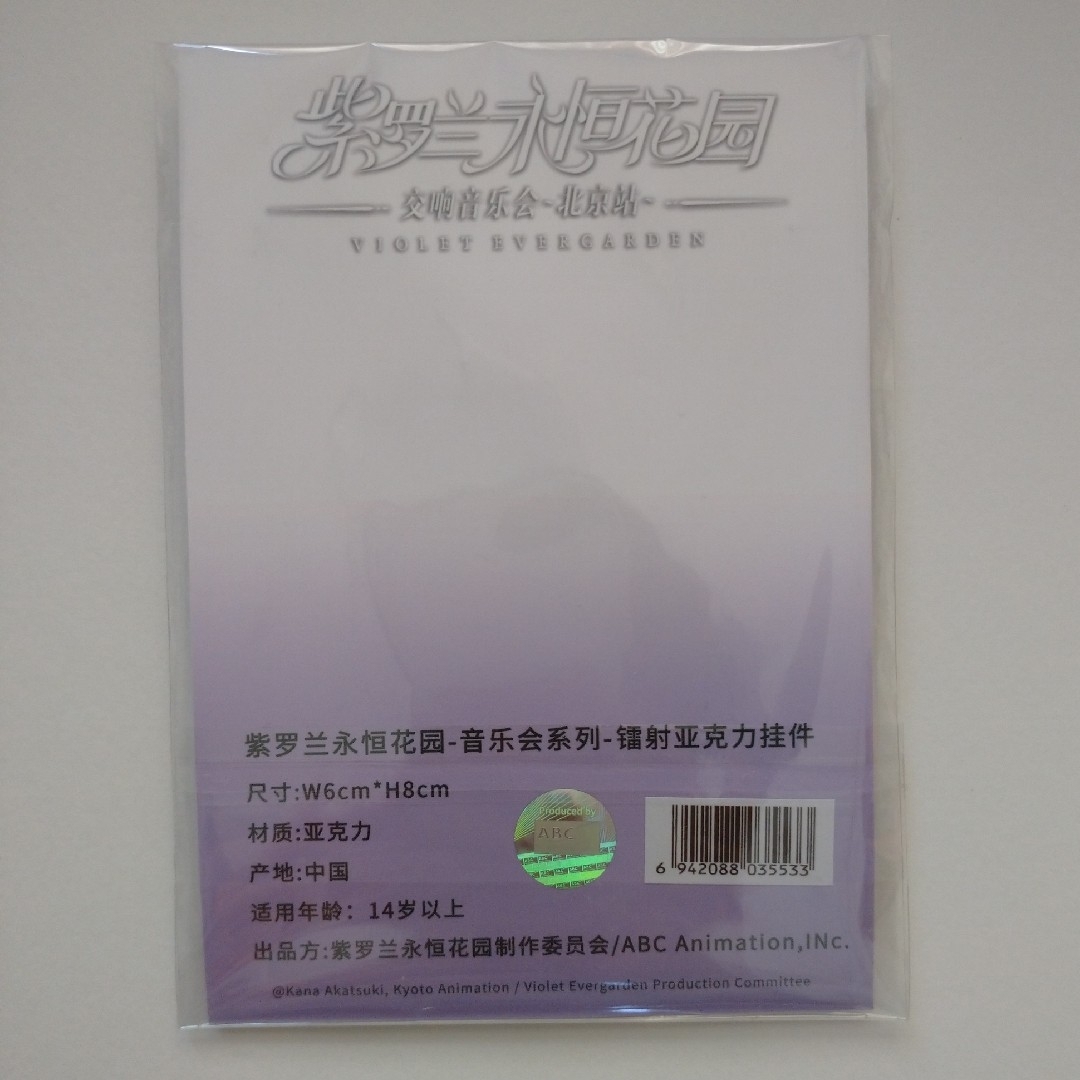 紫罗兰永恒花园
交响音乐会~北京站~
VIOLET EVERGARDEN
紫罗兰永恒花园-音乐会系列-镭射亚克力挂件
尺寸:W6cm*H8cm
材质:亚克力
产地:中国
适用年龄：14岁以上
出品方:紫罗兰永恒花园制作委员会/ABC Animation,INc.
@Kana Akatsuki, Kyoto Animation / Violet Evergarden Production Committee
Produced by
ABC
6 942088 035533